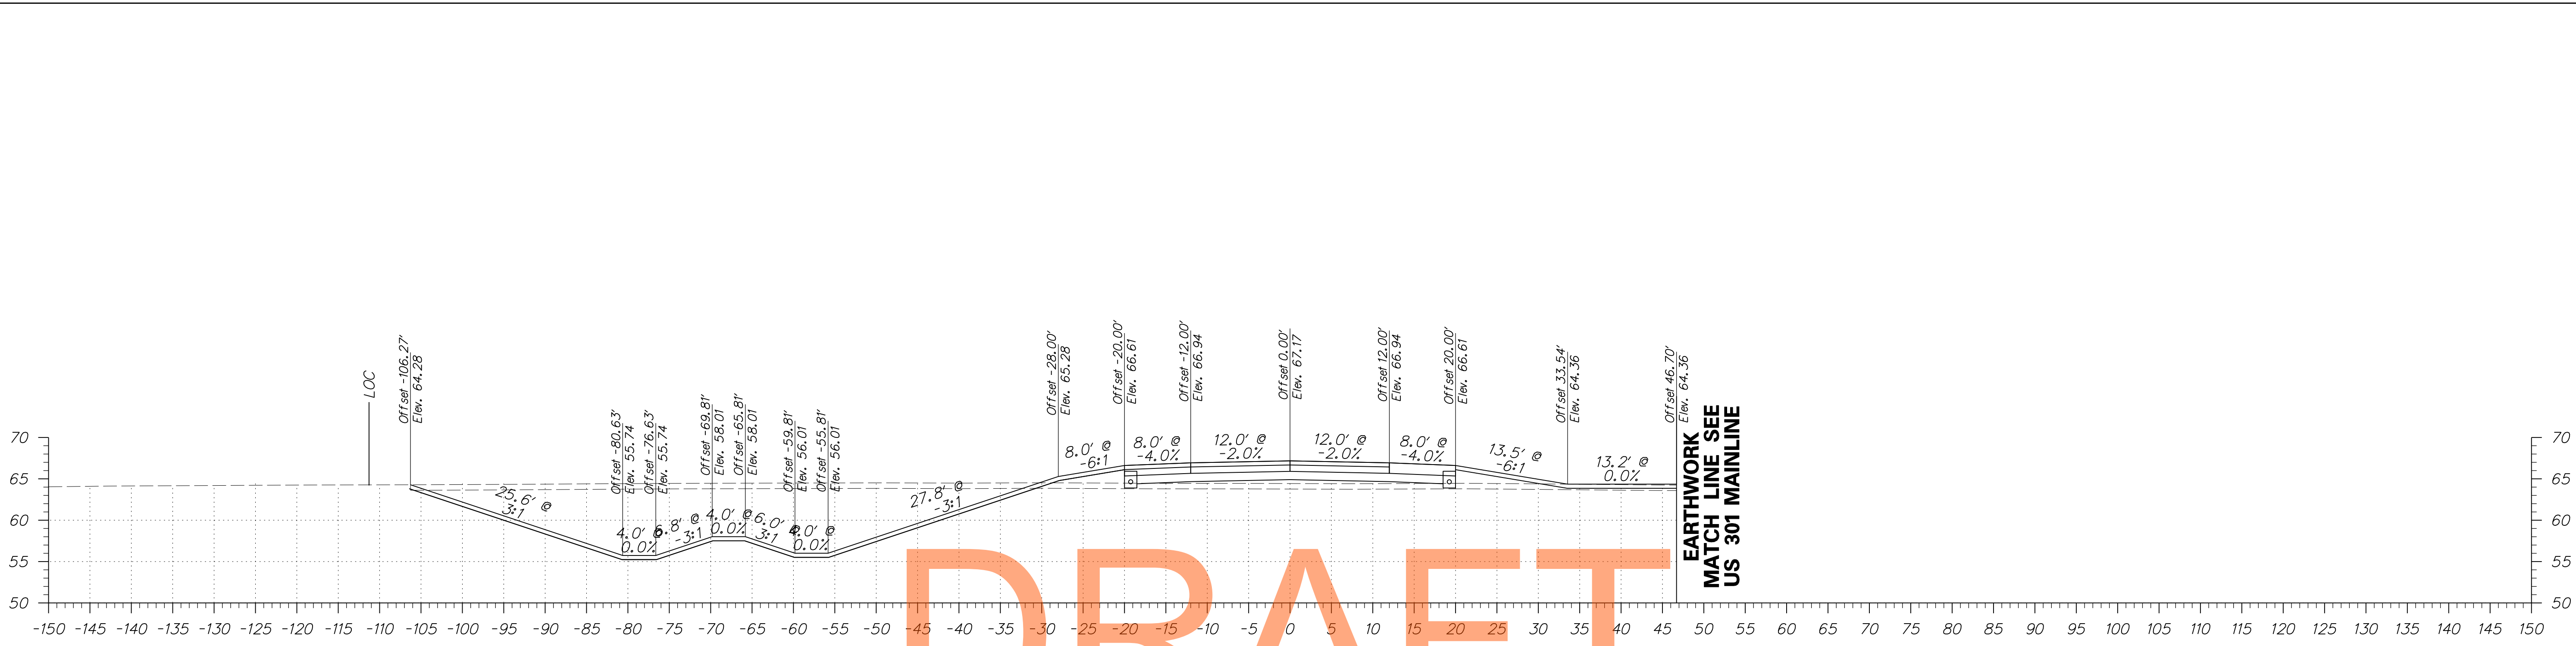 LOC
Offset -106.27'
Elev. 64.28
Offset -80.63'
Elev. 55.74
Offset -76.63'
Elev. 55.74
Offset -69.81'
Elev. 58.01
Offset -65.81'
Elev. 58.01
Offset -59.81'
Elev. 56.01
Offset -55.81'
Elev. 56.01
Offset -28.00'
Elev. 65.28
Offset -20.00'
Elev. 66.61
Offset -12.00'
Elev. 66.94
Offset 0.00'
Elev. 67.17
Offset 12.00'
Elev. 66.94
Offset 20.00'
Elev. 66.61
Offset 33.54'
Elev. 64.36
Offset 46.70'
Elev. 64.36
EARTHWORK
MATCH LINE SEE
US 301 MAINLINE
25.6' @
3:1
4.0' @
0.0%
6.8' @
-3:1
4.0' @
0.0%
6.0' @
3:1
4.0' @
0.0%
27.8' @
-3:1
8.0' @
-6:1
8.0' @
-4.0%
12.0' @
-2.0%
12.0' @
-2.0%
8.0' @
-4.0%
13.5' @
-6:1
13.2' @
0.0%
70
65
60
55
50
70
65
60
55
50
-150 -145 -140 -135 -130 -125 -120 -115 -110 -105 -100 -95 -90 -85 -80 -75 -70 -65 -60 -55 -50 -45 -40 -35 -30 -25 -20 -15 -10 -5 0 5 10 15 20 25 30 35 40 45 50 55 60 65 70 75 80 85 90 95 100 105 110 115 120 125 130 135 140 145 150
DRAFT